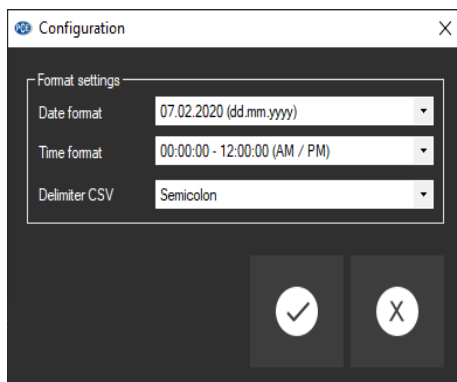 PCE Configuration
Format settings
Date format 07.02.2020 (dd.mm.yyyy)
Time format 00:00:00 - 12:00:00 (AM / PM)
Delimiter CSV Semicolon